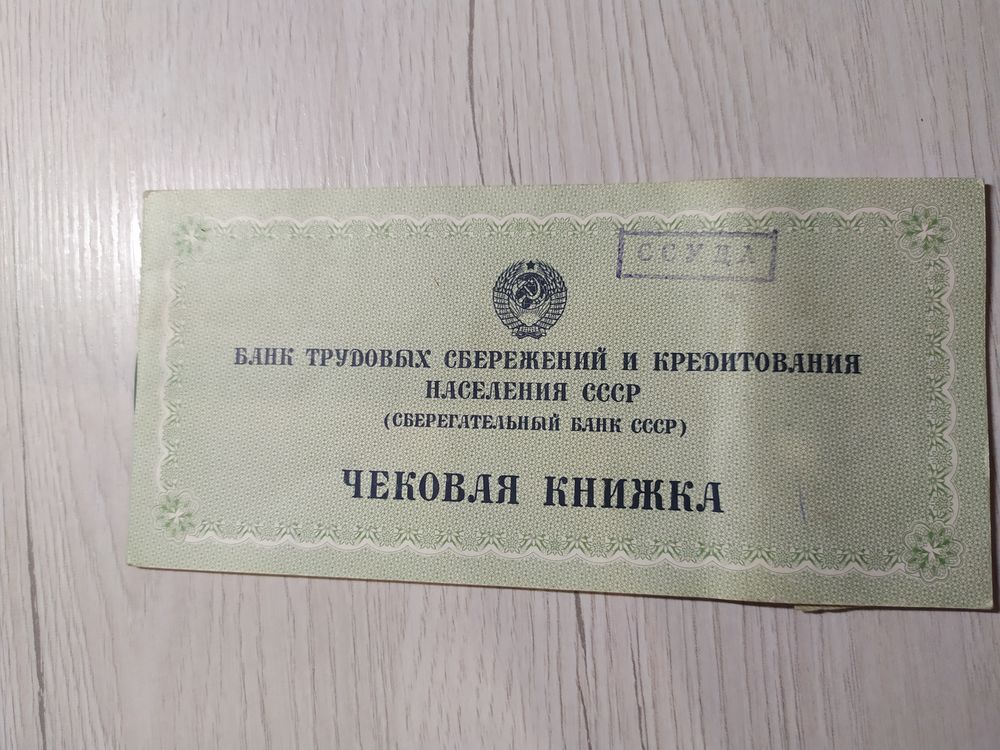 ССУДА
БАНК ТРУДОВЫХ СБЕРЕЖЕНИЙ И КРЕДИТОВАНИЯ
НАСЕЛЕНИЯ СССР
(СБЕРЕГАТЕЛЬНЫЙ БАНК СССР)
ЧЕКОВАЯ КНИЖКА